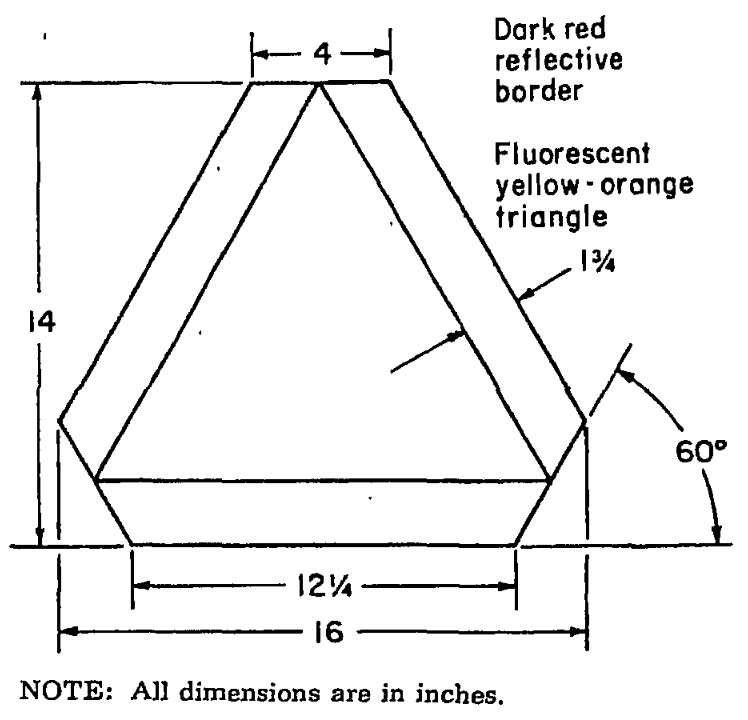 4
Dark red
reflective
border
Fluorescent
yellow-orange
triangle
1¾
14
60°
12¼
16
NOTE: All dimensions are in inches.